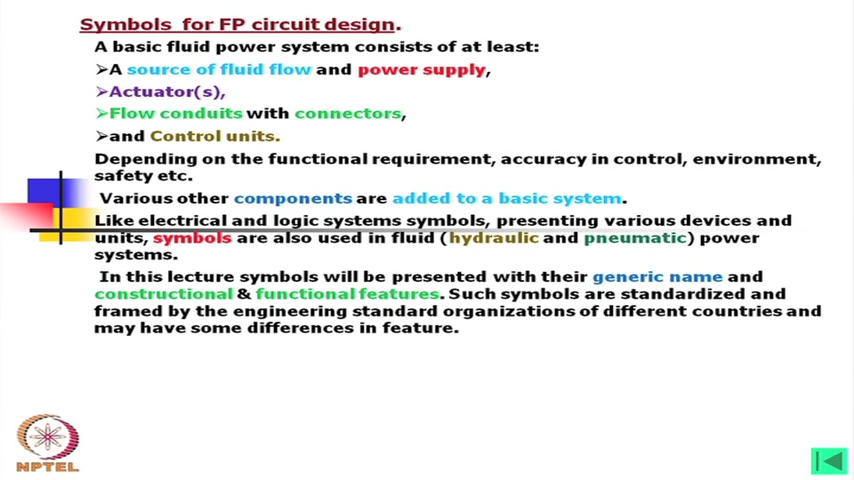 Symbols for FP circuit design.
A basic fluid power system consists of at least:
➢A source of fluid flow and power supply,
➢Actuator(s),
➢Flow conduits with connectors,
➢and Control units.
Depending on the functional requirement, accuracy in control, environment,
safety etc.
Various other components are added to a basic system.
Like electrical and logic systems symbols, presenting various devices and
units, symbols are also used in fluid (hydraulic and pneumatic) power
systems.
In this lecture symbols will be presented with their generic name and
constructional & functional features. Such symbols are standardized and
framed by the engineering standard organizations of different countries and
may have some differences in feature.
NPTEL